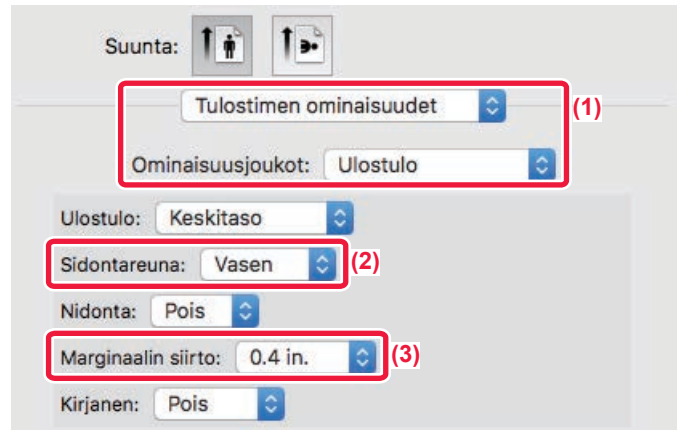 Suunta:
Tulostimen ominaisuudet (1)
Ominaisuusjoukot: Ulostulo
Ulostulo: Keskitaso
Sidontareuna: Vasen (2)
Nidonta: Pois
Marginaalin siirto: 0.4 in. (3)
Kirjanen: Pois